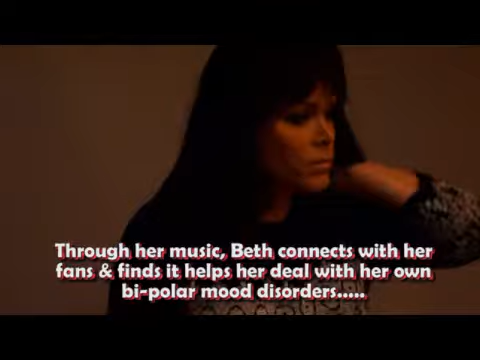 Through her music, Beth connects with her
fans & finds it helps her deal with her own
bi-polar mood disorders.....